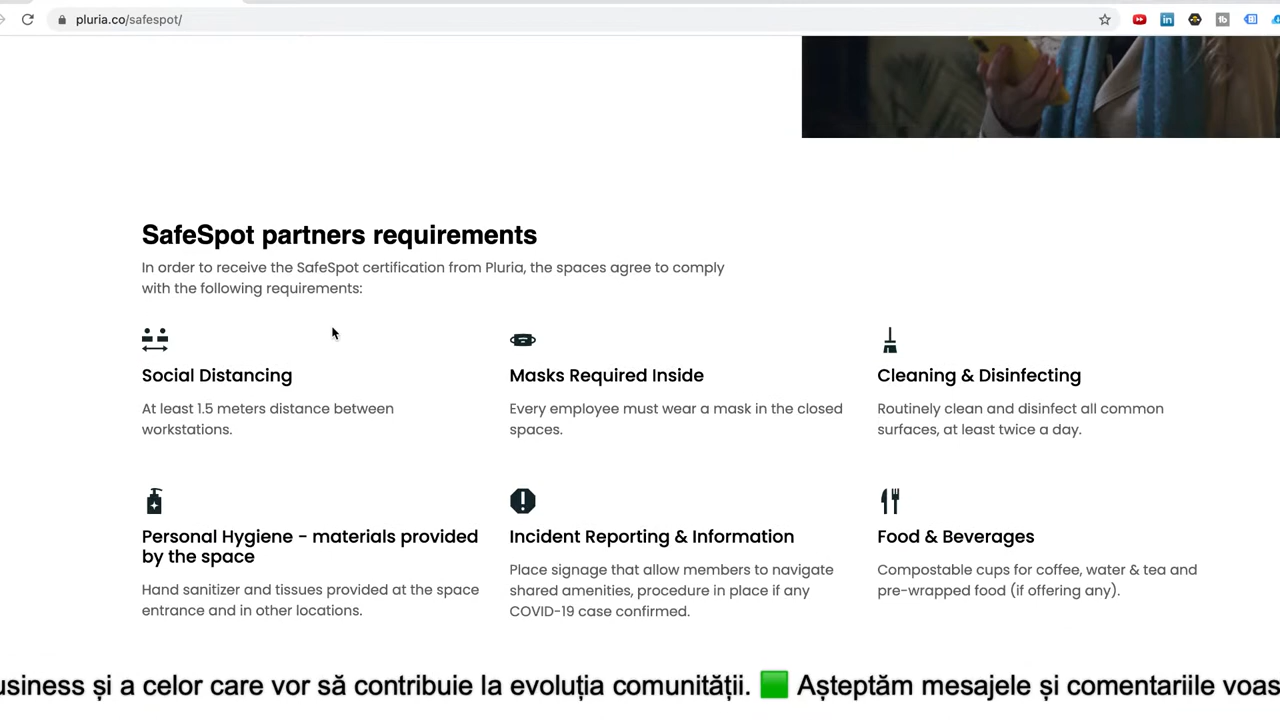 pluria.co/safespot/
SafeSpot partners requirements
In order to receive the SafeSpot certification from Pluria, the spaces agree to comply
with the following requirements:
Social Distancing
At least 1.5 meters distance between
workstations.
Masks Required Inside
Every employee must wear a mask in the closed
spaces.
Cleaning & Disinfecting
Routinely clean and disinfect all common
surfaces, at least twice a day.
Personal Hygiene - materials provided
by the space
Hand sanitizer and tissues provided at the space
entrance and in other locations.
Incident Reporting & Information
Place signage that allow members to navigate
shared amenities, procedure in place if any
COVID-19 case confirmed.
Food & Beverages
Compostable cups for coffee, water & tea and
pre-wrapped food (if offering any).
usiness și a celor care vor să contribuie la evoluția comunității. 🟩 Așteptăm mesajele și comentariile voas